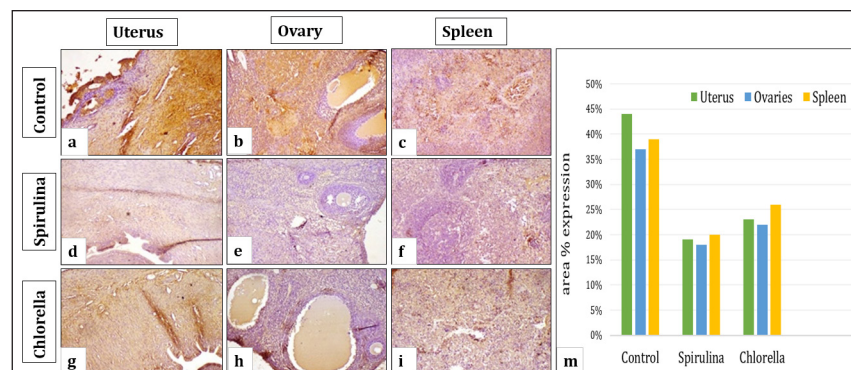 Uterus
Ovary
Spleen
Control
a
b
c
Spirulina
d
e
f
Chlorella
g
h
i
m
area % expression
50%
45%
40%
35%
30%
25%
20%
15%
10%
5%
0%
Uterus Ovaries Spleen
Control Spirulina Chlorella